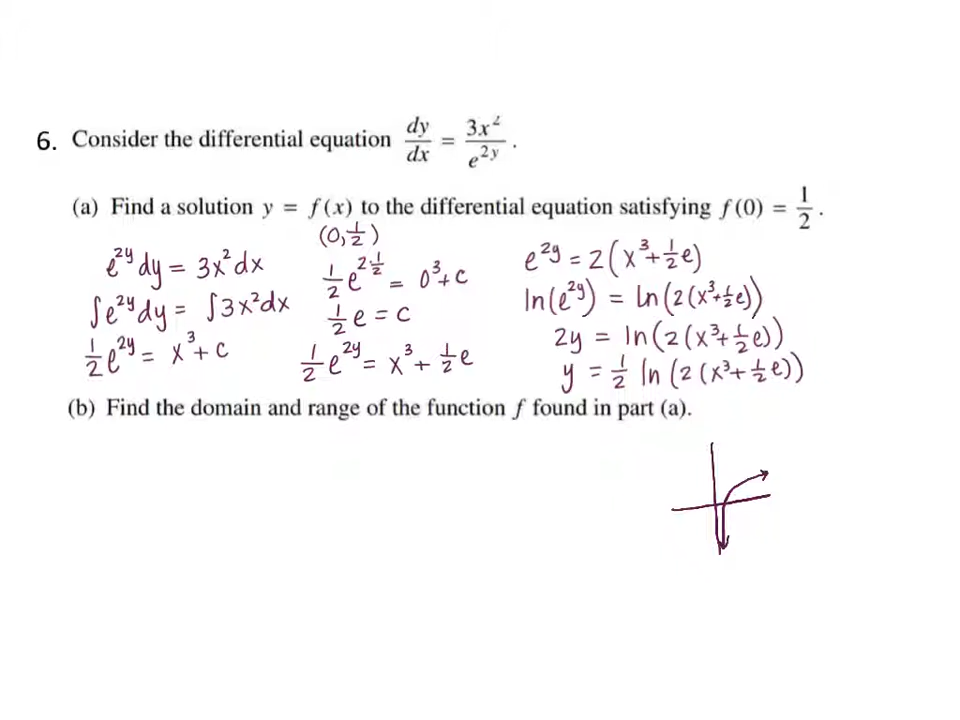 6. Consider the differential equation dy/dx = 3x²/e^(2y).
(a) Find a solution y = f(x) to the differential equation satisfying f(0) = 1/2.
(0, 1/2)
e^(2y) dy = 3x² dx
∫e^(2y) dy = ∫3x² dx
1/2 e^(2y) = x³ + c
1/2 e^(2·1/2) = 0³ + c
1/2 e = c
1/2 e^(2y) = x³ + 1/2 e
e^(2y) = 2(x³ + 1/2 e)
ln(e^(2y)) = ln(2(x³ + 1/2 e))
2y = ln(2(x³ + 1/2 e))
y = 1/2 ln(2(x³ + 1/2 e))
(b) Find the domain and range of the function f found in part (a).